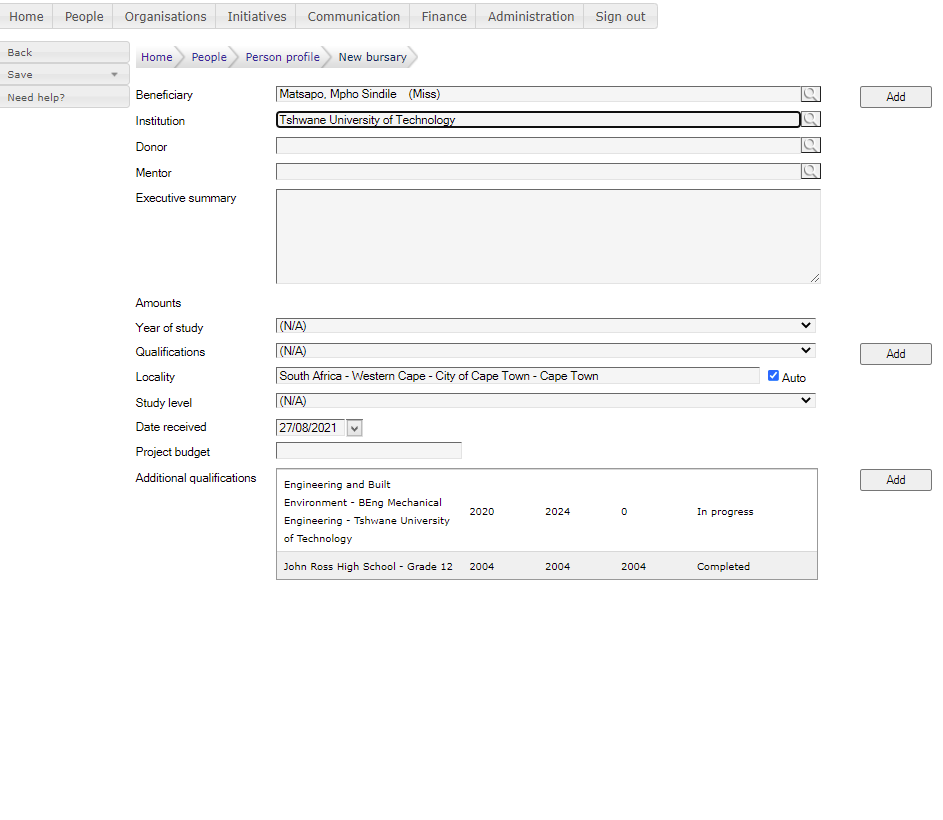 Home People Organisations Initiatives Communication Finance Administration Sign out
Back
Save
Need help?
Home People Person profile New bursary
Beneficiary Matsapo, Mpho Sindile (Miss) Add
Institution Tshwane University of Technology
Donor
Mentor
Executive summary
Amounts
Year of study (N/A)
Qualifications (N/A) Add
Locality South Africa - Western Cape - City of Cape Town - Cape Town Auto
Study level (N/A)
Date received 27/08/2021
Project budget
Additional qualifications Add
Engineering and Built
Environment - BEng Mechanical
Engineering - Tshwane University
of Technology
2020 2024 0 In progress
John Ross High School - Grade 12 2004 2004 2004 Completed